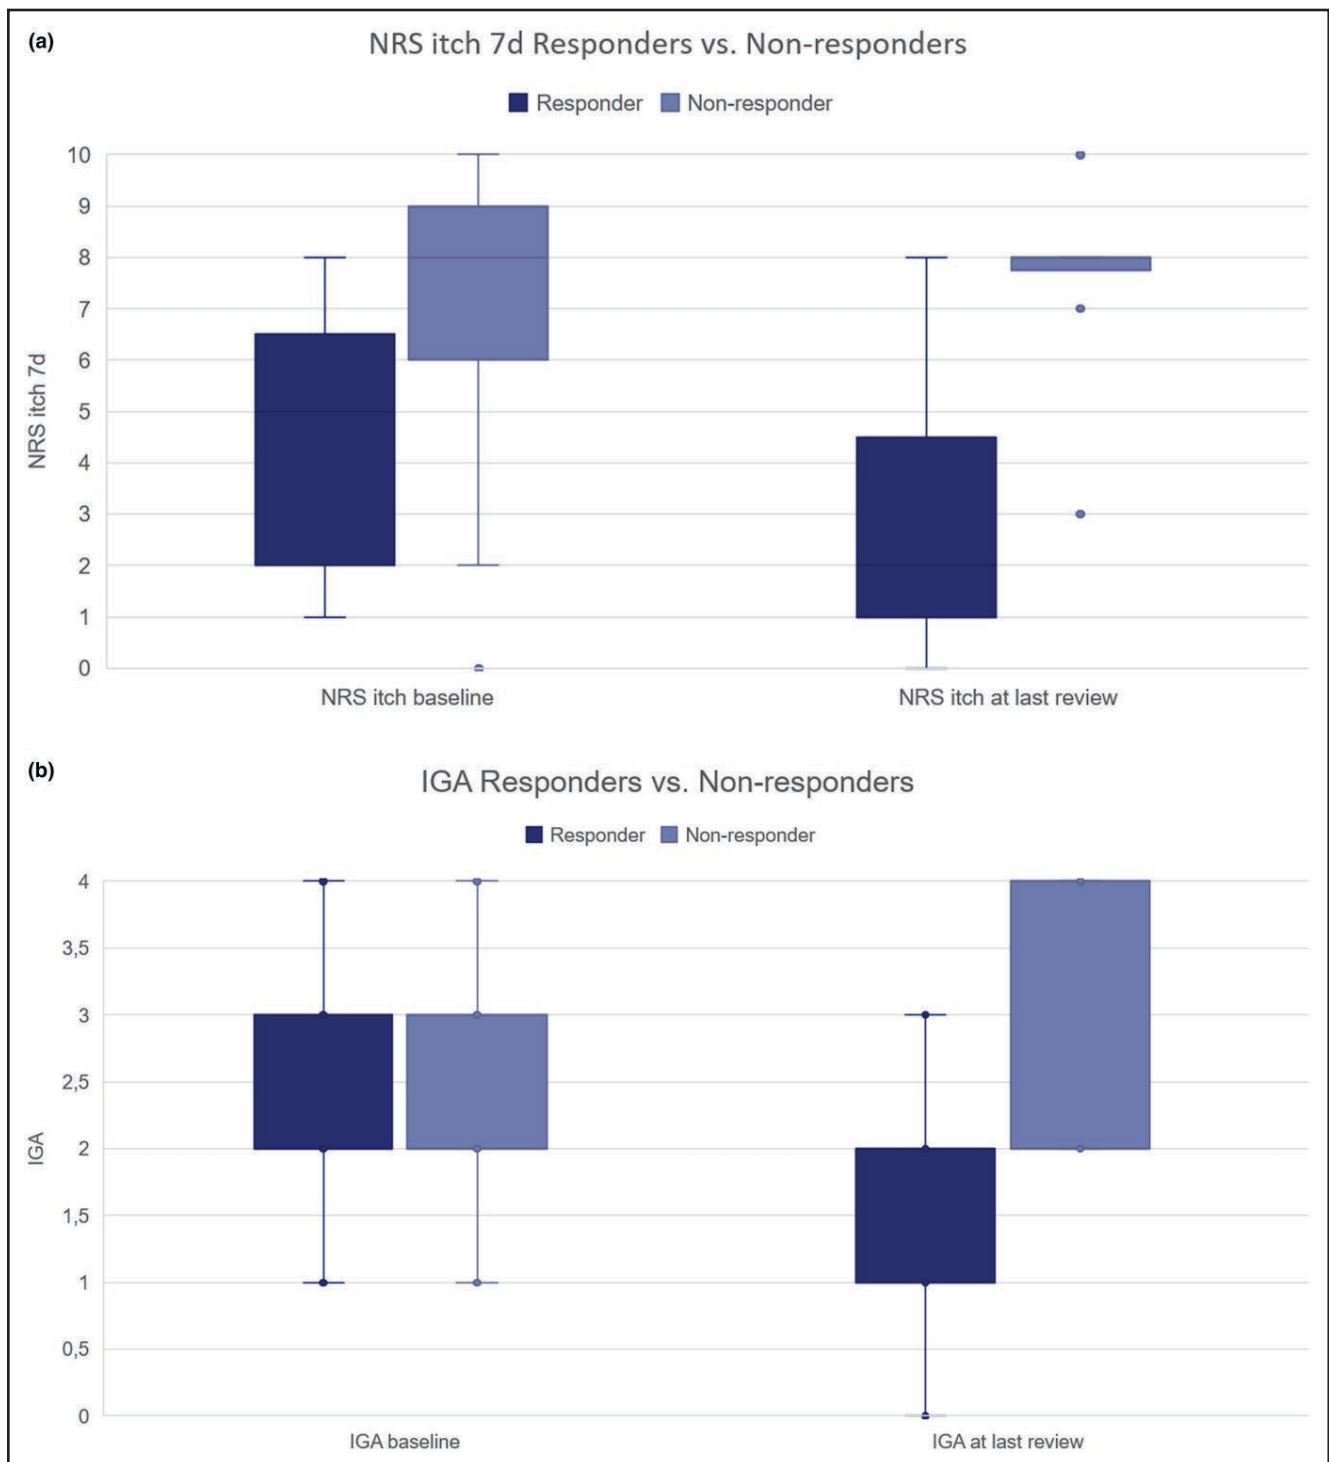 (a)
NRS itch 7d Responders vs. Non-responders
Responder Non-responder
10
9
8
7
6
5
4
3
2
1
0
NRS itch 7d
NRS itch baseline NRS itch at last review
(b)
IGA Responders vs. Non-responders
Responder Non-responder
4
3,5
3
2,5
2
1,5
1
0,5
0
IGA
IGA baseline IGA at last review